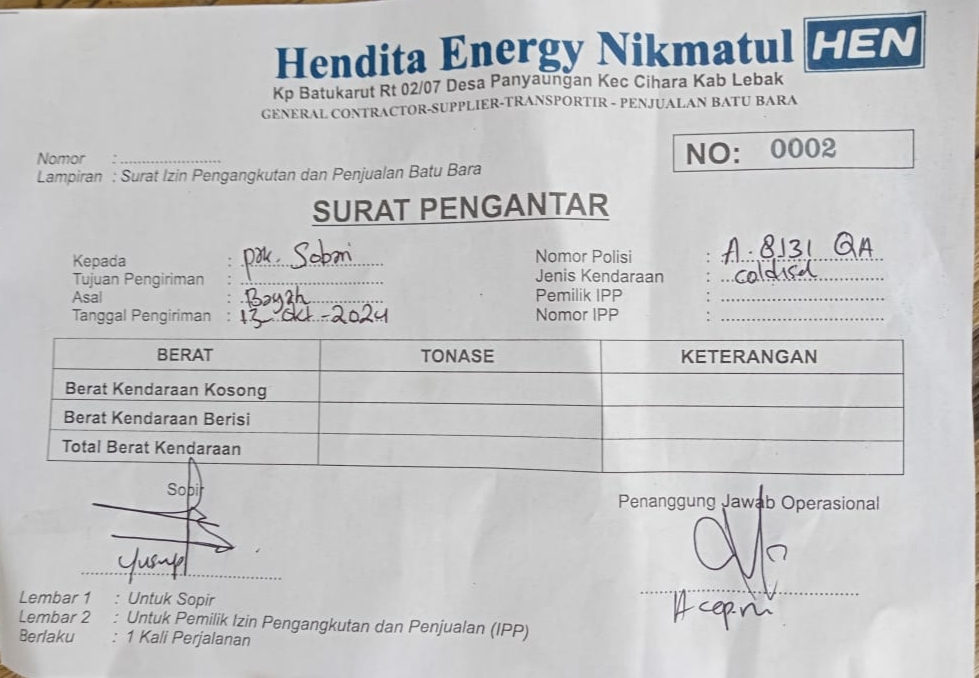 Hendita Energy Nikmatul HEN
Kp Batukarut Rt 02/07 Desa Panyaungan Kec Cihara Kab Lebak
GENERAL CONTRACTOR-SUPPLIER-TRANSPORTIR - PENJUALAN BATU BARA
NO: 0002
Nomor : ........................
Lampiran : Surat Izin Pengangkutan dan Penjualan Batu Bara
SURAT PENGANTAR
Kepada : pak. Sobri
Tujuan Pengiriman : ........................
Asal : Bayah
Tanggal Pengiriman : 13 okt - 2024
Nomor Polisi : A. 8131 QA
Jenis Kendaraan : coldisel
Pemilik IPP : ........................
Nomor IPP : ........................
BERAT TONASE KETERANGAN
Berat Kendaraan Kosong
Berat Kendaraan Berisi
Total Berat Kendaraan
Sopir
Yusup
Penanggung Jawab Operasional
Lembar 1 : Untuk Sopir
Lembar 2 : Untuk Pemilik Izin Pengangkutan dan Penjualan (IPP)
Berlaku : 1 Kali Perjalanan